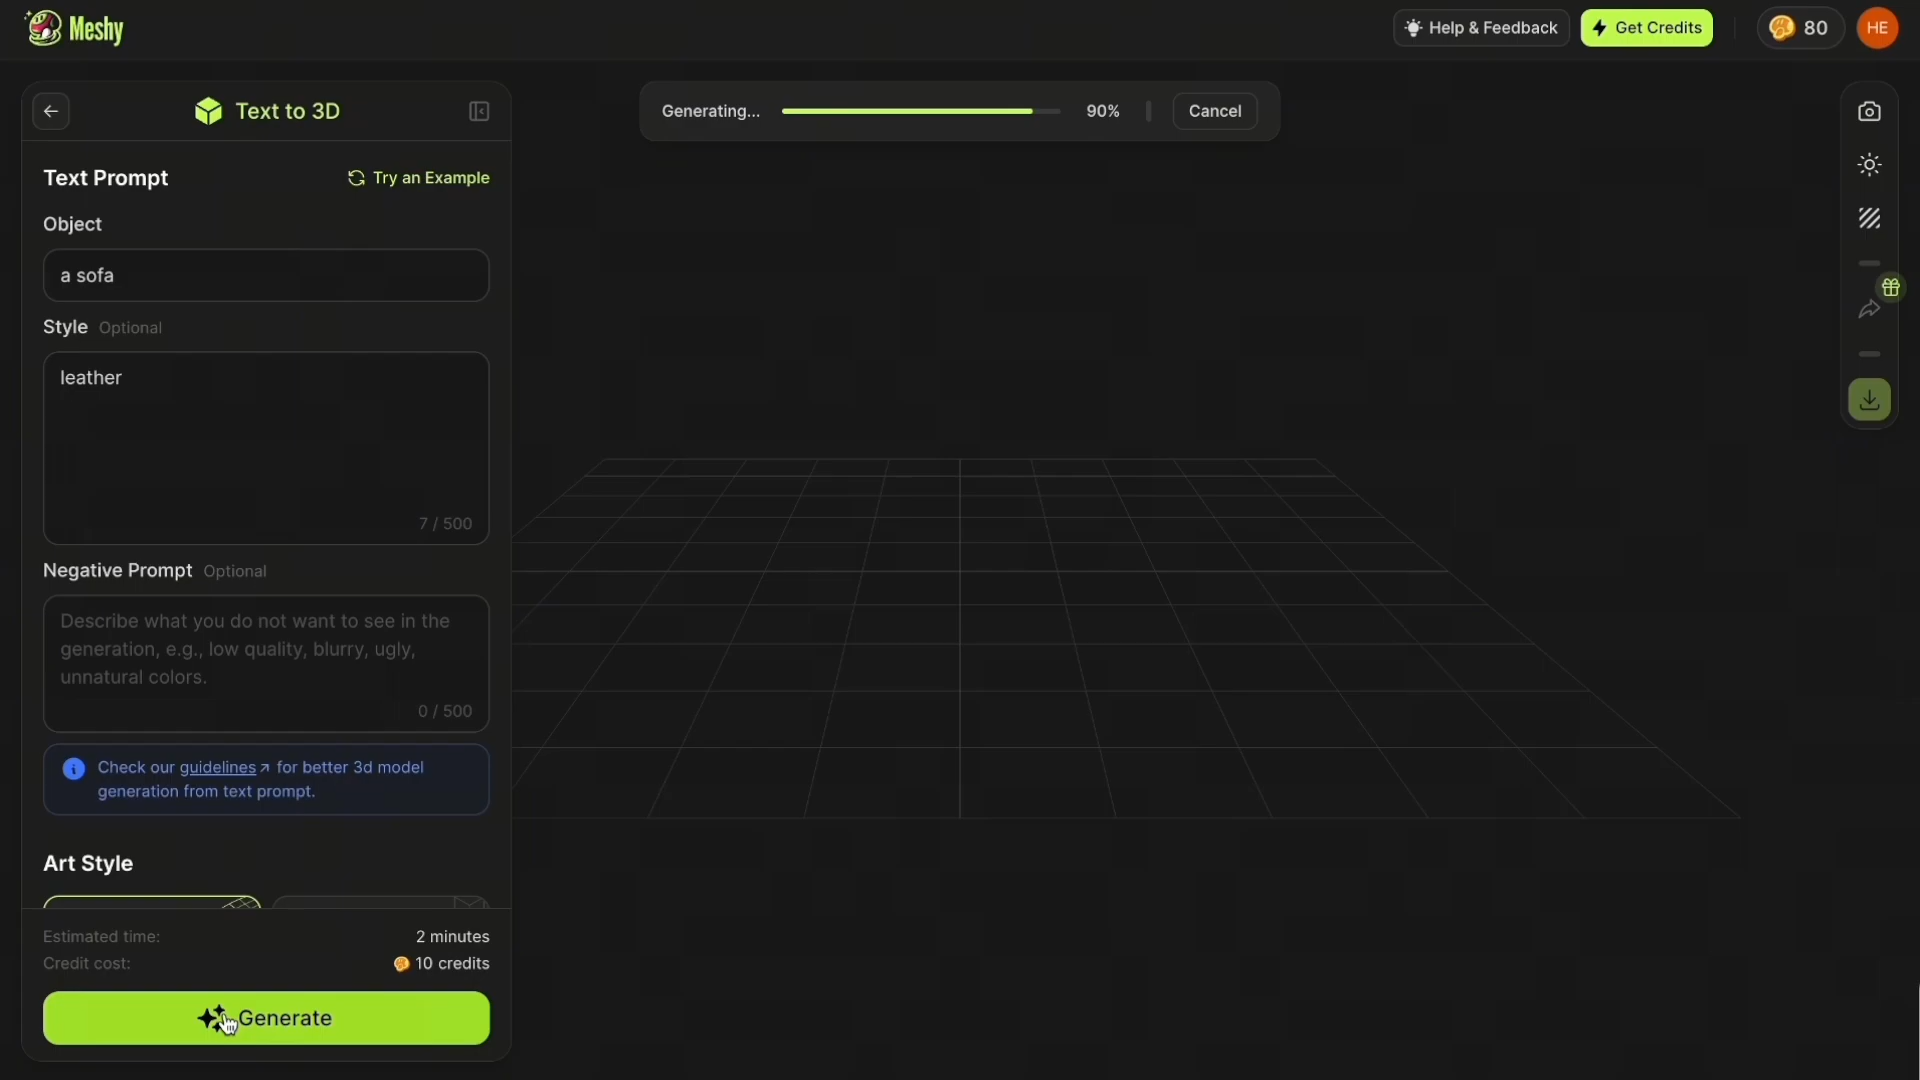 Meshy
Help & Feedback
Get Credits
80
HE
Text to 3D
Generating...
90%
Cancel
Text Prompt
Try an Example
Object
a sofa
Style Optional
leather
7 / 500
Negative Prompt Optional
Describe what you do not want to see in the
generation, e.g., low quality, blurry, ugly,
unnatural colors.
0 / 500
Check our guidelines↗ for better 3d model
generation from text prompt.
Art Style
Estimated time: 2 minutes
Credit cost: 10 credits
Generate